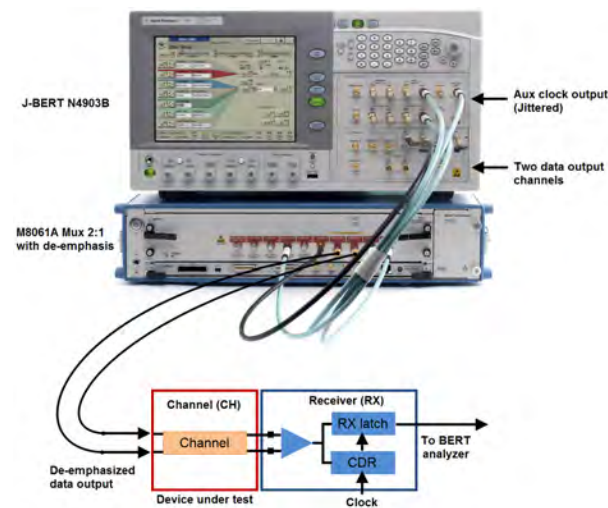 J-BERT N4903B
Aux clock output
(Jittered)
Two data output
channels
M8061A Mux 2:1
with de-emphasis
Channel (CH)
Receiver (RX)
RX latch
Channel
CDR
To BERT
analyzer
De-emphasized
data output
Device under test
Clock